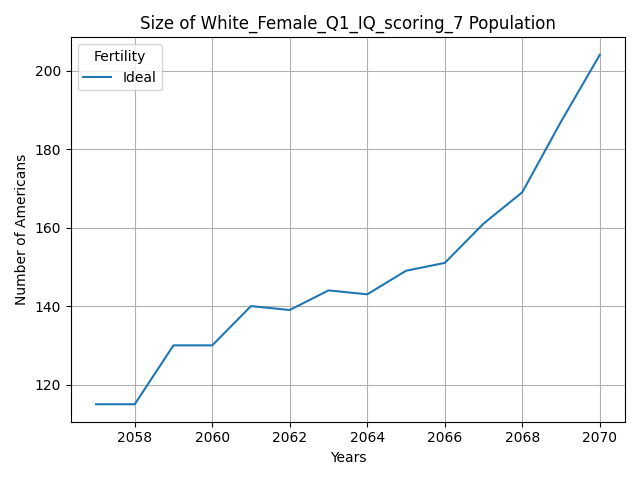 Size of White_Female_Q1_IQ_scoring_7 Population
Fertility
Ideal
Number of Americans
200
180
160
140
120
2058 2060 2062 2064 2066 2068 2070
Years